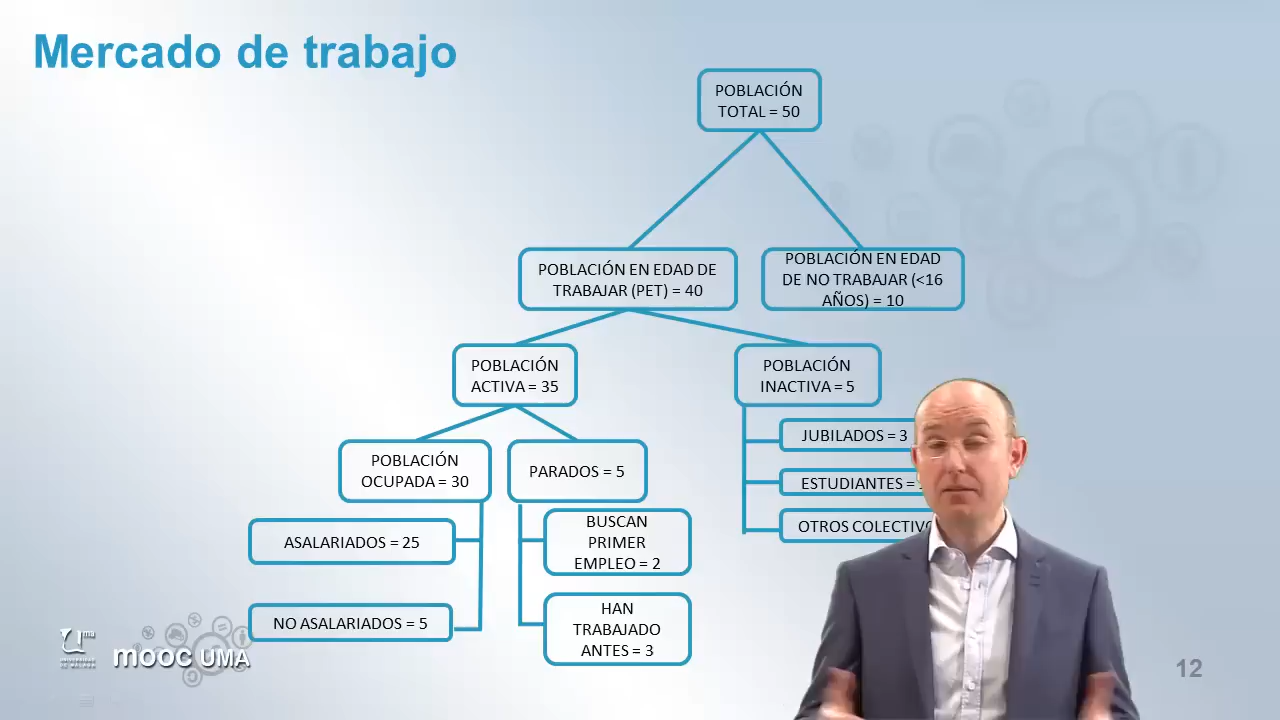 Mercado de trabajo
POBLACIÓN
TOTAL = 50
POBLACIÓN EN EDAD DE
TRABAJAR (PET) = 40
POBLACIÓN EN EDAD
DE NO TRABAJAR (<16
AÑOS) = 10
POBLACIÓN
ACTIVA = 35
POBLACIÓN
INACTIVA = 5
JUBILADOS = 3
ESTUDIANTES =
OTROS
POBLACIÓN
OCUPADA = 30
PARADOS = 5
ASALARIADOS = 25
BUSCAN
PRIMER
EMPLEO = 2
NO ASALARIADOS = 5
HAN
TRABAJADO
ANTES = 3
uma
mooc UMA
12